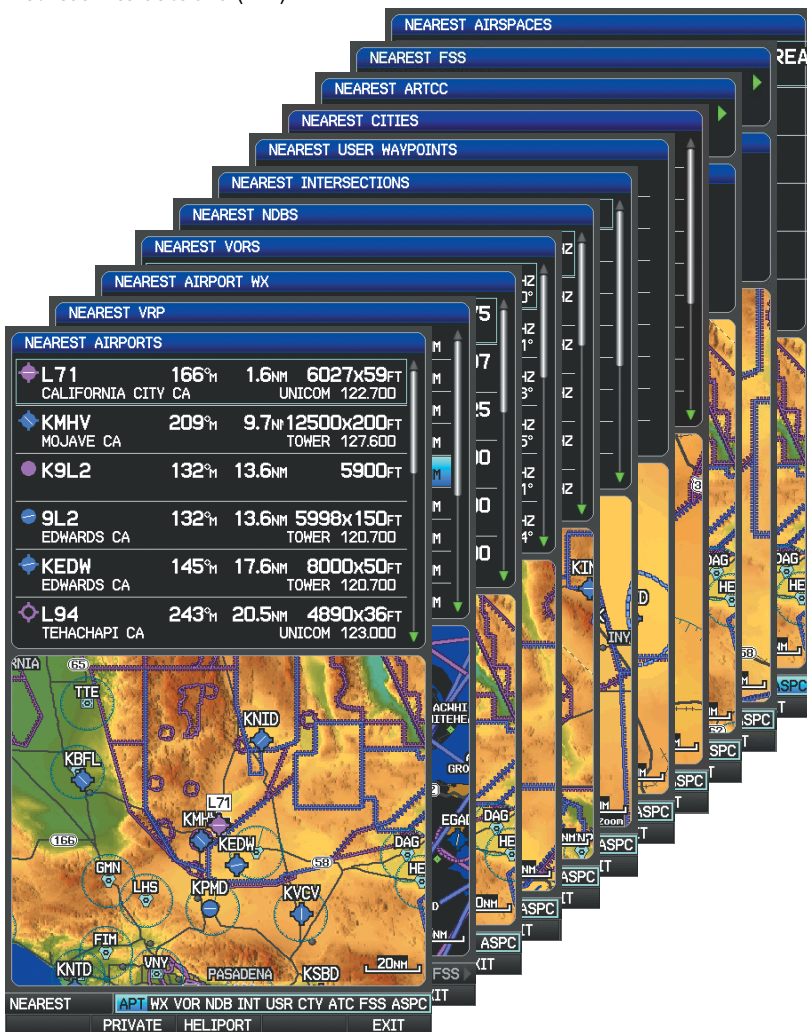 NEAREST AIRSPACES
NEAREST FSS
NEAREST ARTCC
NEAREST CITIES
NEAREST USER WAYPOINTS
NEAREST INTERSECTIONS
NEAREST NDBS
NEAREST VORS
NEAREST AIRPORT WX
NEAREST VRP
NEAREST AIRPORTS
L71 166°M 1.6NM 6027x59FT
CALIFORNIA CITY CA UNICOM 122.700
KMHV 209°M 9.7NM 12500x200FT
MOJAVE CA TOWER 127.600
K9L2 132°M 13.6NM 5900FT
9L2 132°M 13.6NM 5998x150FT
EDWARDS CA TOWER 120.700
KEDW 145°M 17.6NM 8000x50FT
EDWARDS CA TOWER 120.700
L94 243°M 20.5NM 4890x36FT
TEHACHAPI CA UNICOM 123.000
RNIA 65
TTE
KNID
KBFL
L71
KMH
166
KEDW
DAG
58
HE
GMN
LHS
KPMD
KVCV
FIM
KNTD
VNY
PASADENA
KSBD
20NM
NEAREST APT WX VOR NDB INT USR CTY ATC FSS ASPC
PRIVATE HELIPORT EXIT